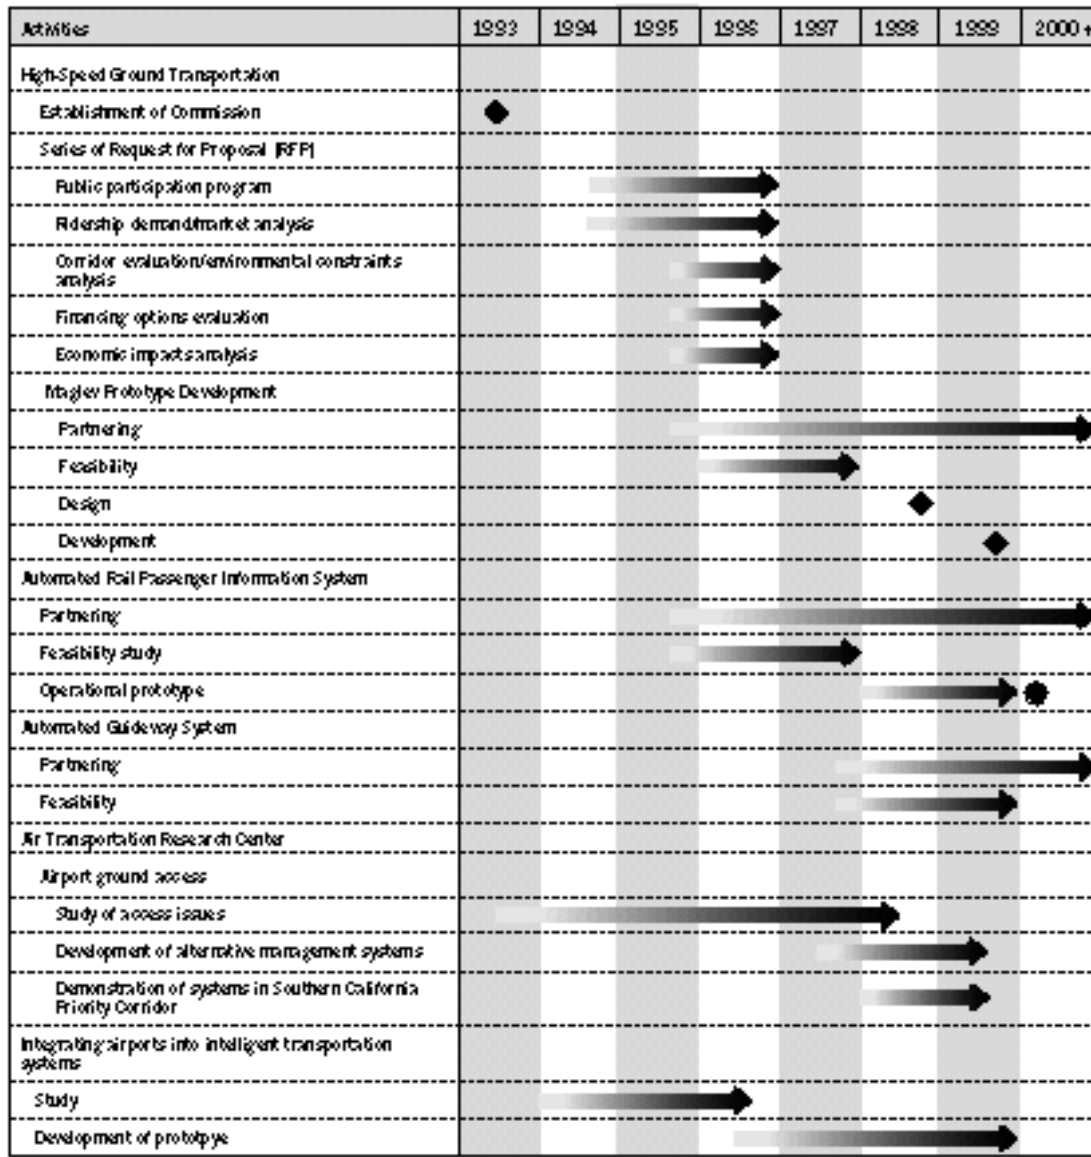 Activities 1993 1994 1995 1996 1997 1998 1999 2000 +
High-Speed Ground Transportation
Establishment of Commission
Series of Request for Proposal (RFP)
Public participation program
Ridership demand/market analysis
Corridor evaluation/environmental constraints
analysis
Financing options evaluation
Economic impacts analysis
Maglev Prototype Development
Partnering
Feasibility
Design
Development
Automated Rail Passenger Information System
Partnering
Feasibility study
Operational prototype
Automated Guideway System
Partnering
Feasibility
Air Transportation Research Center
Airport ground access
Study of access issues
Development of alternative management systems
Demonstration of systems in Southern California
Priority Corridor
Integrating airports into intelligent transportation
systems
Study
Development of prototpye